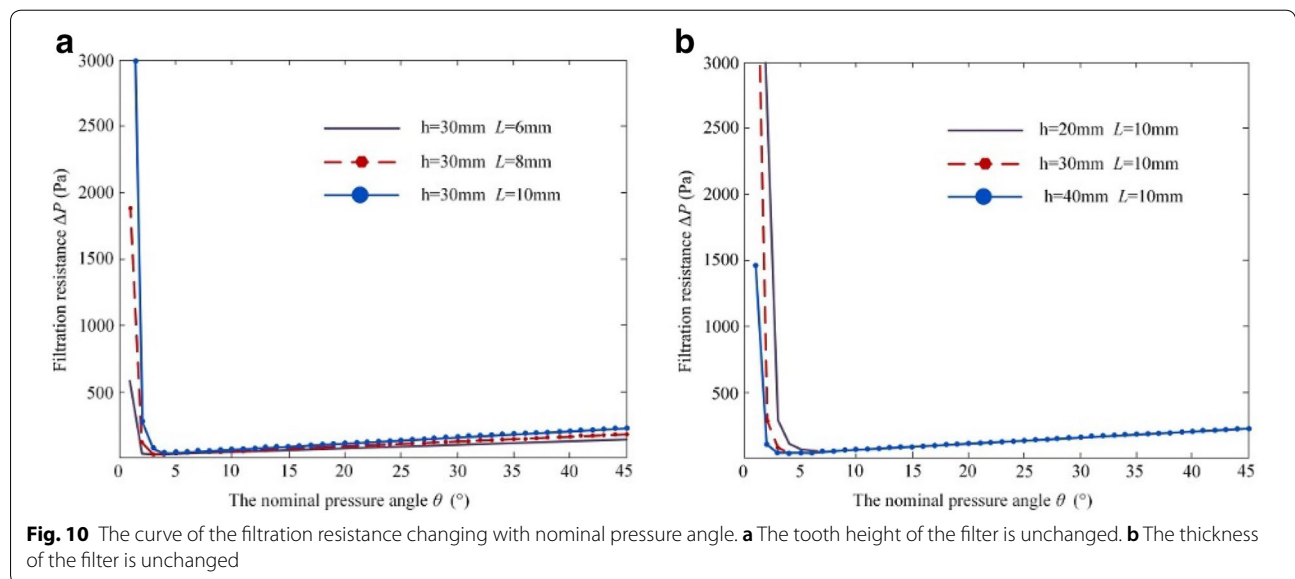 a
3000
2500
2000
1500
1000
500
0 5 10 15 20 25 30 35 40 45
Filtration resistance ΔP (Pa)
The nominal pressure angle θ (°)
h=30mm L=6mm
h=30mm L=8mm
h=30mm L=10mm
b
3000
2500
2000
1500
1000
500
0 5 10 15 20 25 30 35 40 45
Filtration resistance ΔP (Pa)
The nominal pressure angle θ (°)
h=20mm L=10mm
h=30mm L=10mm
h=40mm L=10mm
Fig. 10 The curve of the filtration resistance changing with nominal pressure angle. a The tooth height of the filter is unchanged. b The thickness
of the filter is unchanged